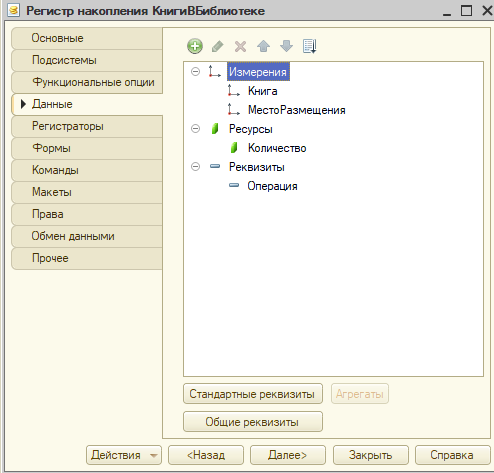 Регистр накопления КнигиВБиблиотеке
Основные
Подсистемы
Функциональные опции
Данные
Регистраторы
Формы
Команды
Макеты
Права
Обмен данными
Прочее
Измерения
Книга
МестоРазмещения
Ресурсы
Количество
Реквизиты
Операция
Стандартные реквизиты
Агрегаты
Общие реквизиты
Действия
<Назад
Далее>
Закрыть
Справка